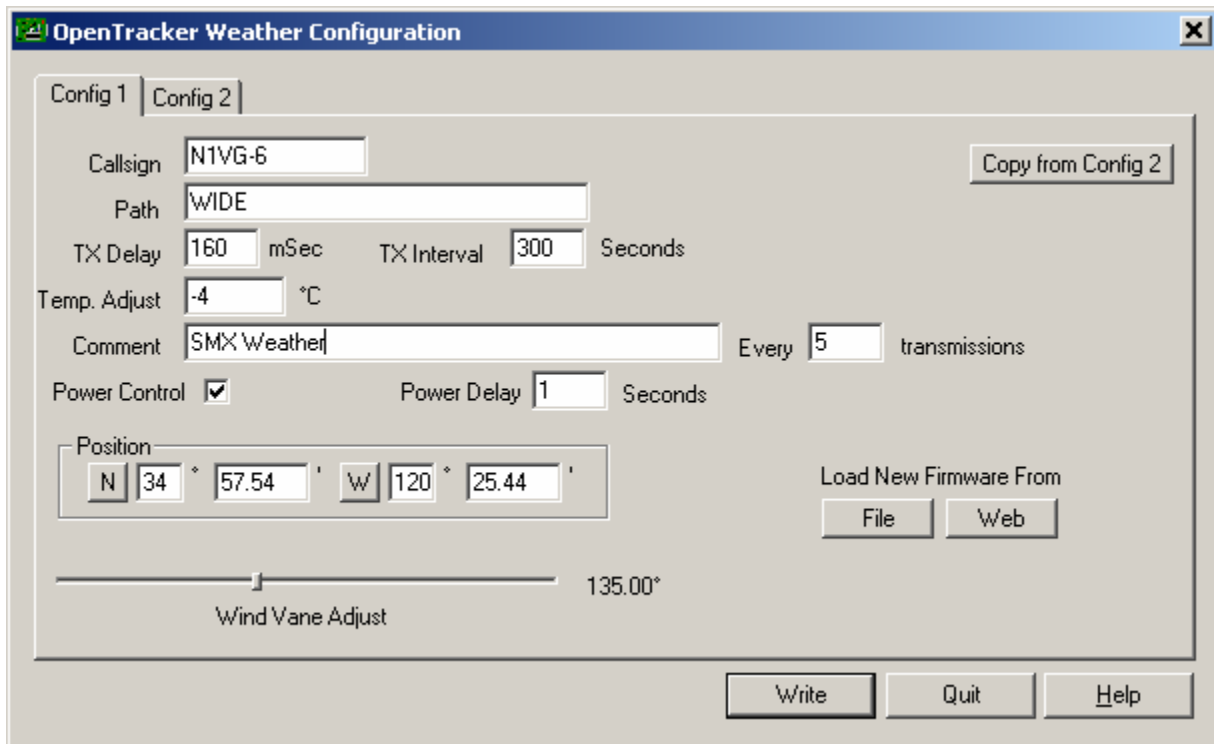 OpenTracker Weather Configuration
Config 1 Config 2
Callsign N1VG-6 Copy from Config 2
Path WIDE
TX Delay 160 mSec TX Interval 300 Seconds
Temp. Adjust -4 °C
Comment SMX Weather Every 5 transmissions
Power Control Power Delay 1 Seconds
Position
N 34 ° 57.54 ' W 120 ° 25.44 '
Load New Firmware From
File Web
135.00°
Wind Vane Adjust
Write Quit Help